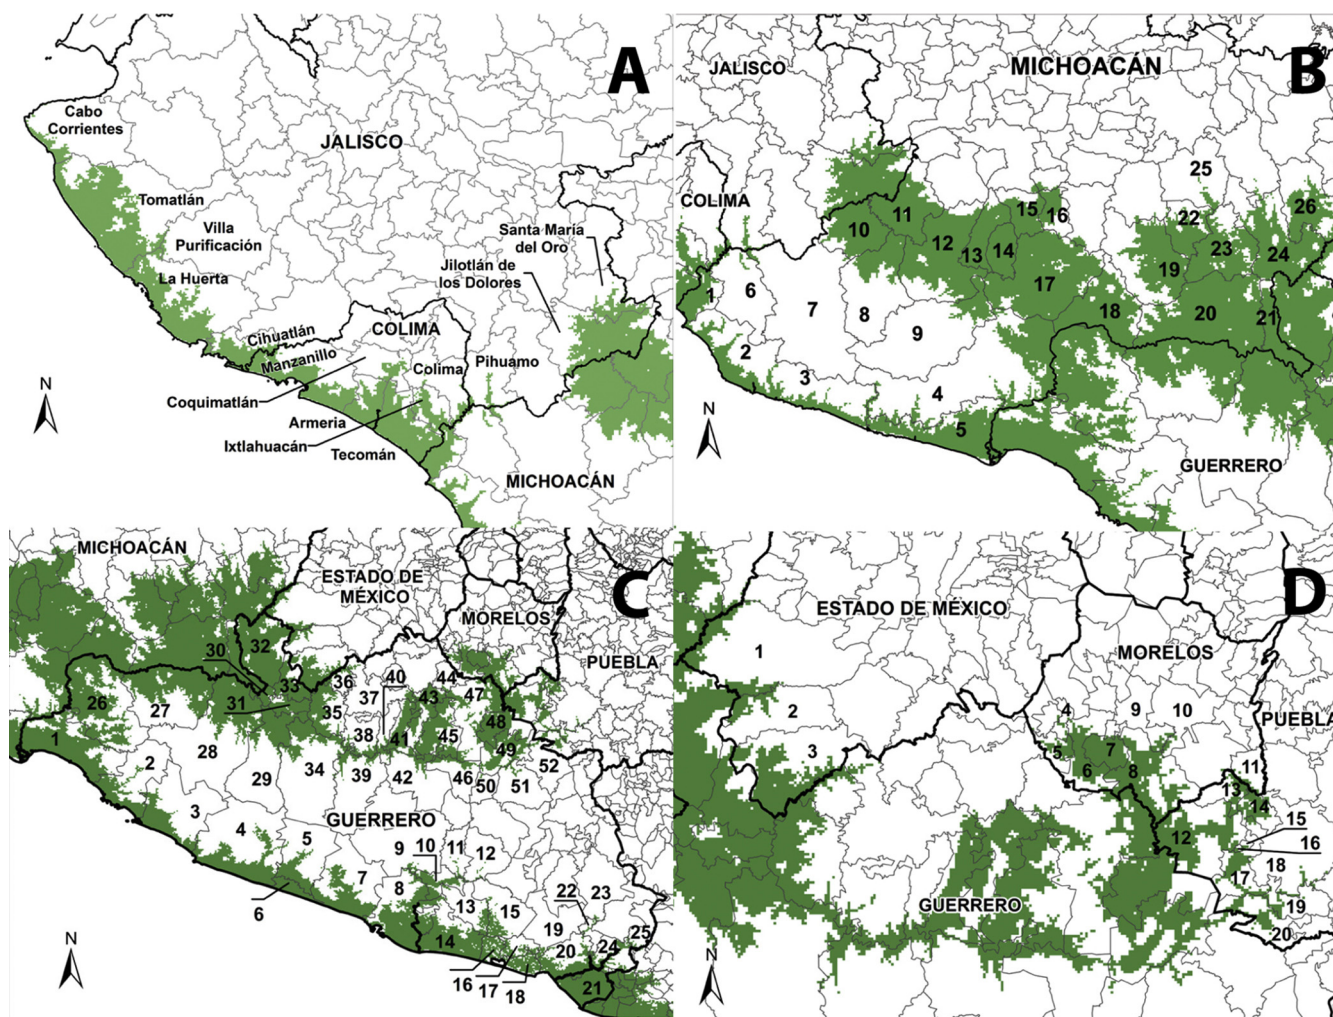 A
Cabo
Corrientes
JALISCO
Tomatlán
Villa
Purificación
Santa María
del Oro
La Huerta
Jilotlán de
los Dolores
Cihuatlán
COLIMA
Manzanillo
Colima
Pihuamo
N
Coquimatlán
Armería
Ixtlahuacán
Tecomán
MICHOACÁN
B
JALISCO
MICHOACÁN
25
COLIMA
15
16
22
26
11
10
12
13
14
23
24
19
1
6
7
8
17
18
20
21
9
2
3
4
N
5
GUERRERO
C
MICHOACÁN
ESTADO DE
MÉXICO
MORELOS
30
32
PUEBLA
33
36
40
44
26
27
31
35
37
43
47
1
38
41
45
48
28
49
2
29
34
39
42
46
50
51
52
3
4
GUERRERO
5
9
10
11
12
7
8
22
23
6
13
15
14
19
25
N
20
24
16
17
18
21
D
ESTADO DE MÉXICO
1
MORELOS
2
4
9
10
PUEBLA
3
5
7
6
8
11
13
14
12
15
16
17
18
GUERRERO
19
20
N